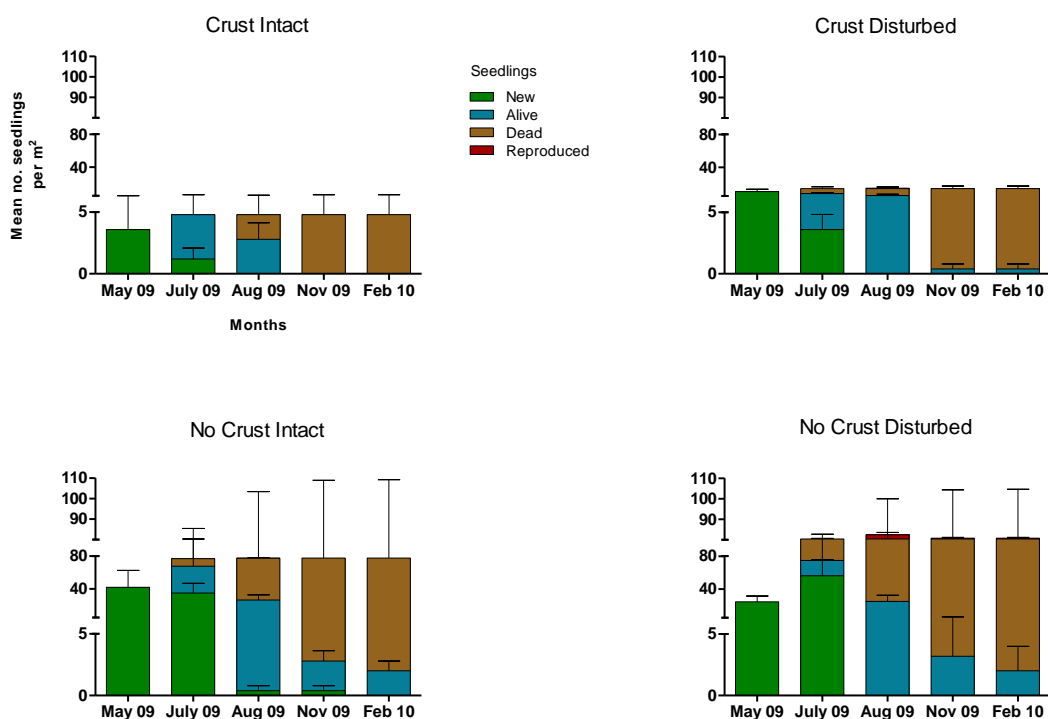 Crust Intact
110
100
90
80
40
5
0
Mean no. seedlings
per m²
May 09 July 09 Aug 09 Nov 09 Feb 10
Months
Seedlings
New
Alive
Dead
Reproduced
Crust Disturbed
110
100
90
80
40
5
0
May 09 July 09 Aug 09 Nov 09 Feb 10
No Crust Intact
110
100
90
80
40
5
0
May 09 July 09 Aug 09 Nov 09 Feb 10
No Crust Disturbed
110
100
90
80
40
5
0
May 09 July 09 Aug 09 Nov 09 Feb 10